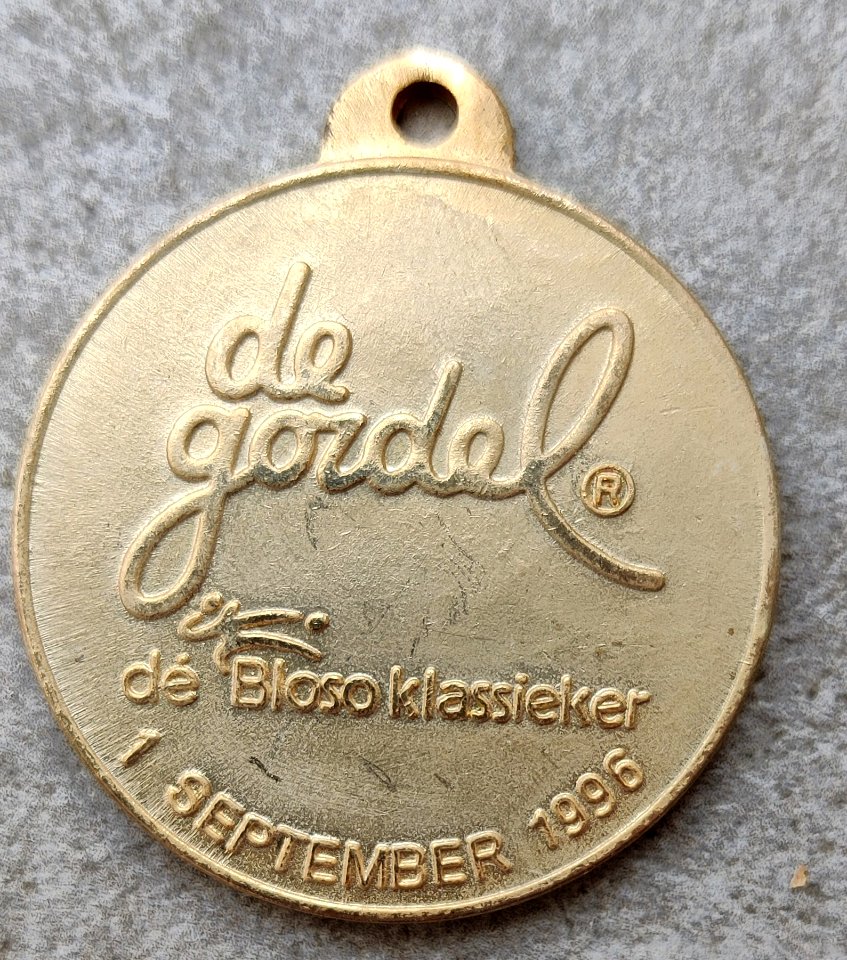 de
gordel®
dé Bloso klassieker
1 SEPTEMBER 1996